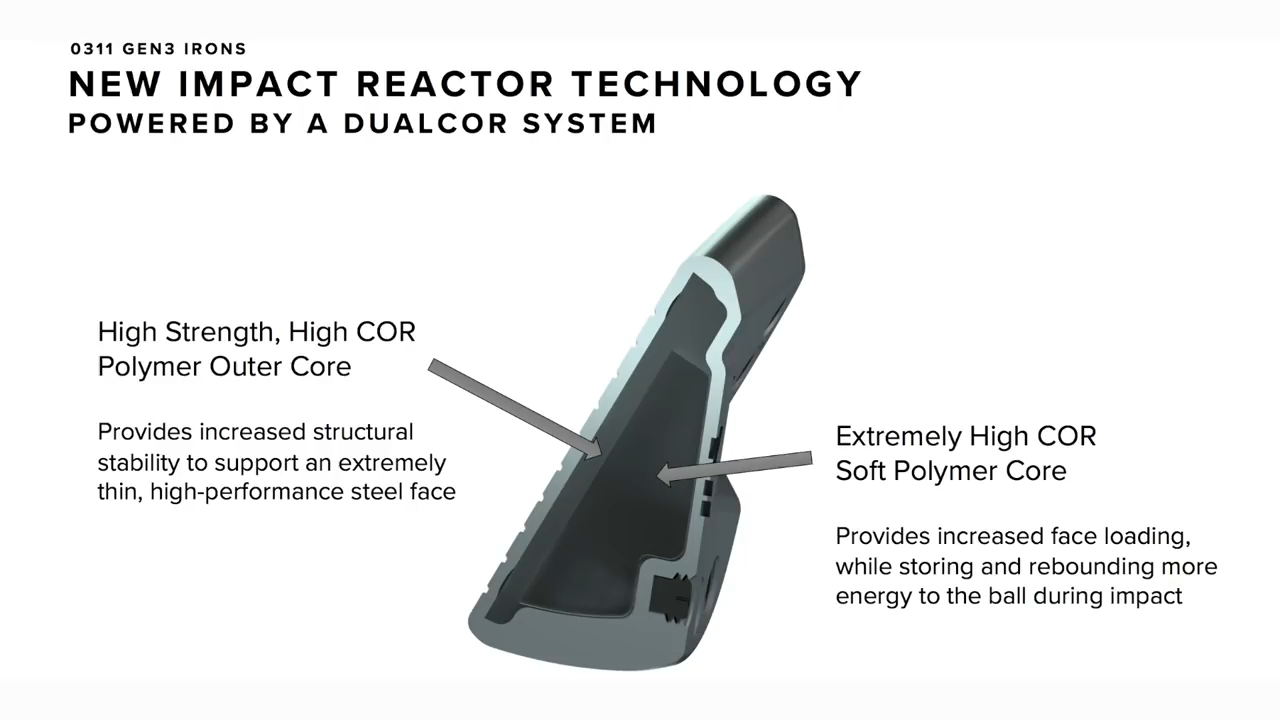 0311 GEN3 IRONS
NEW IMPACT REACTOR TECHNOLOGY
POWERED BY A DUALCOR SYSTEM
High Strength, High COR
Polymer Outer Core
Provides increased structural
stability to support an extremely
thin, high-performance steel face
Extremely High COR
Soft Polymer Core
Provides increased face loading,
while storing and rebounding more
energy to the ball during impact